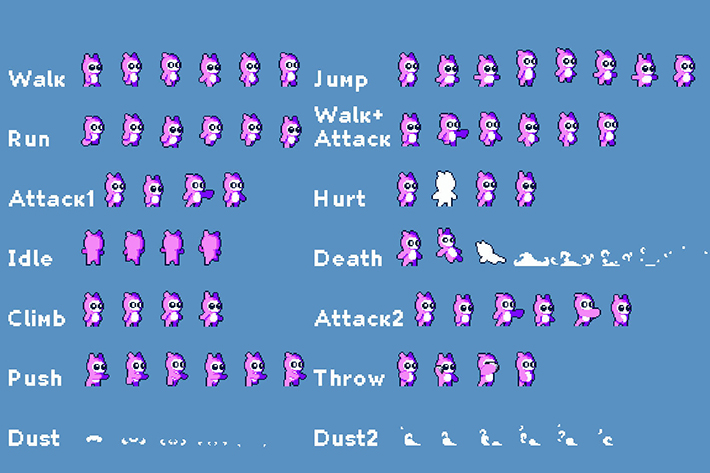 Walk
Jump
Walk+
Run
Attack
Attack1
Hurt
Idle
Death
Climb
Attack2
Push
Throw
Dust
Dust2